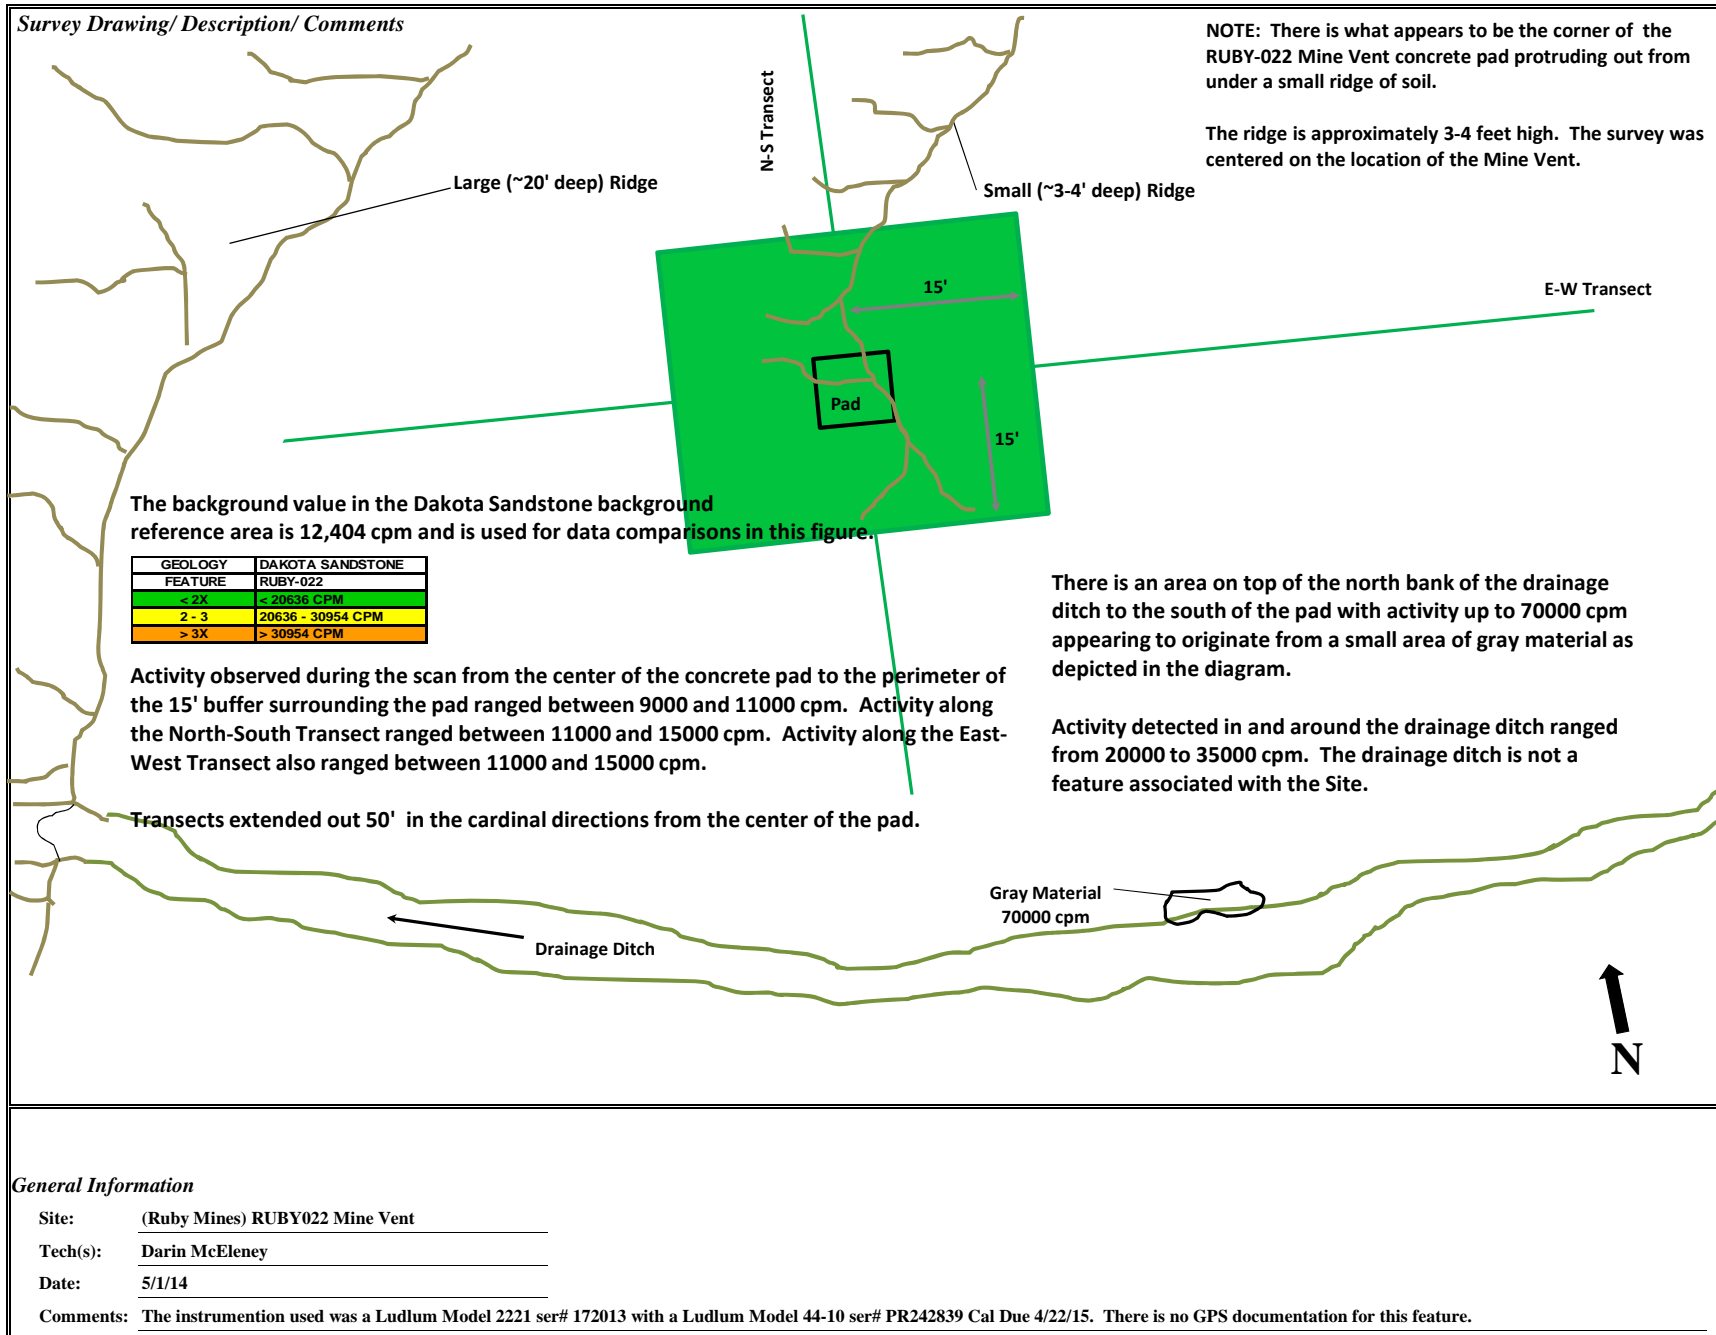 Survey Drawing/ Description/ Comments
NOTE:  There is what appears to be the corner of  the
RUBY-022 Mine Vent concrete pad protruding out from
under a small ridge of soil.
The ridge is approximately 3-4 feet high.  The survey was
centered on the location of the Mine Vent.
N-S Transect
Large (~20' deep) Ridge
Small (~3-4' deep) Ridge
15'
E-W Transect
Pad
15'
The background value in the Dakota Sandstone background
reference area is 12,404 cpm and is used for data comparisons in this figure.
GEOLOGY DAKOTA SANDSTONE
FEATURE RUBY-022
< 2X < 20636 CPM
2 - 3 20636 - 30954 CPM
> 3X > 30954 CPM
There is an area on top of the north bank of the drainage
ditch to the south of the pad with activity up to 70000 cpm
appearing to originate from a small area of gray material as
depicted in the diagram.
Activity observed during the scan from the center of the concrete pad to the perimeter of
the 15' buffer surrounding the pad ranged between 9000 and 11000 cpm.  Activity along
the North-South Transect ranged between 11000 and 15000 cpm.  Activity along the East-
West Transect also ranged between 11000 and 15000 cpm.
Activity detected in and around the drainage ditch ranged
from 20000 to 35000 cpm.  The drainage ditch is not a
feature associated with the Site.
Transects extended out 50'  in the cardinal directions from the center of the pad.
Gray Material
70000 cpm
Drainage Ditch
N
General Information
Site: (Ruby Mines) RUBY022 Mine Vent
Tech(s): Darin McEleney
Date: 5/1/14
Comments: The instrumention used was a Ludlum Model 2221 ser# 172013 with a Ludlum Model 44-10 ser# PR242839 Cal Due 4/22/15.  There is no GPS documentation for this feature.